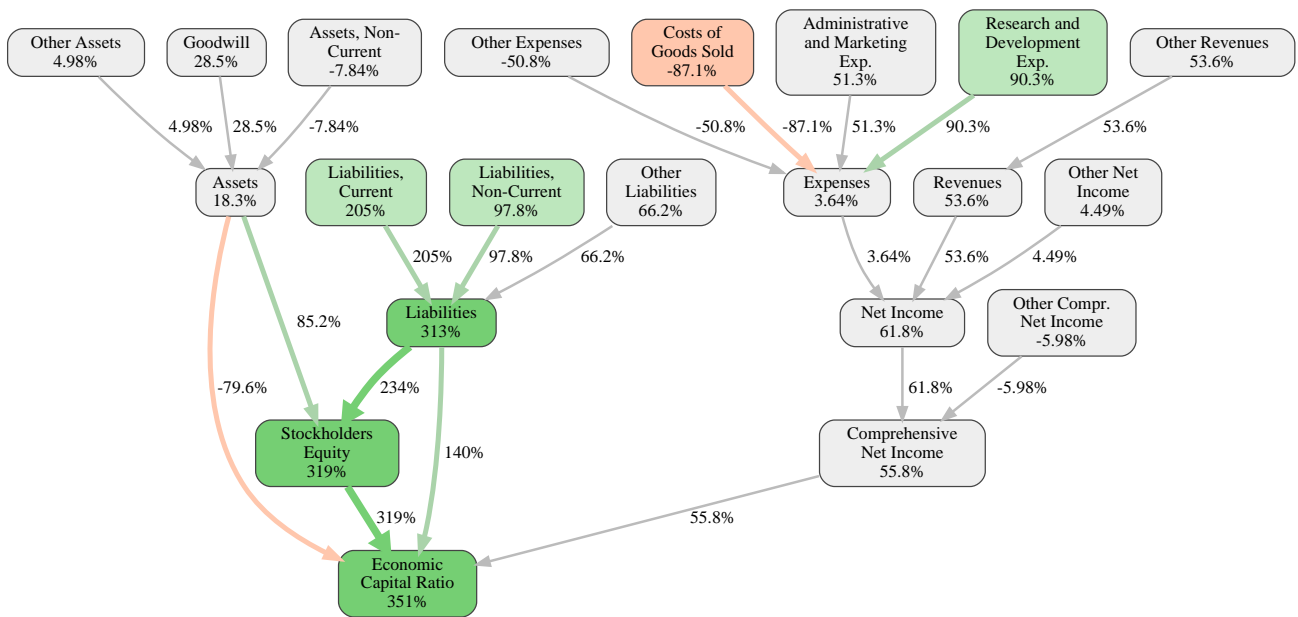 Other Assets
4.98%
Goodwill
28.5%
Assets, Non-
Current
-7.84%
Other Expenses
-50.8%
Costs of
Goods Sold
-87.1%
Administrative
and Marketing
Exp.
51.3%
Research and
Development
Exp.
90.3%
Other Revenues
53.6%
4.98%
28.5%
-7.84%
-50.8%
-87.1%
51.3%
90.3%
53.6%
Assets
18.3%
Liabilities,
Current
205%
Liabilities,
Non-Current
97.8%
Other
Liabilities
66.2%
Expenses
3.64%
Revenues
53.6%
Other Net
Income
4.49%
205%
97.8%
66.2%
3.64%
53.6%
4.49%
85.2%
Liabilities
313%
Net Income
61.8%
Other Compr.
Net Income
-5.98%
-79.6%
234%
61.8%
-5.98%
Stockholders
Equity
319%
140%
Comprehensive
Net Income
55.8%
319%
55.8%
Economic
Capital Ratio
351%